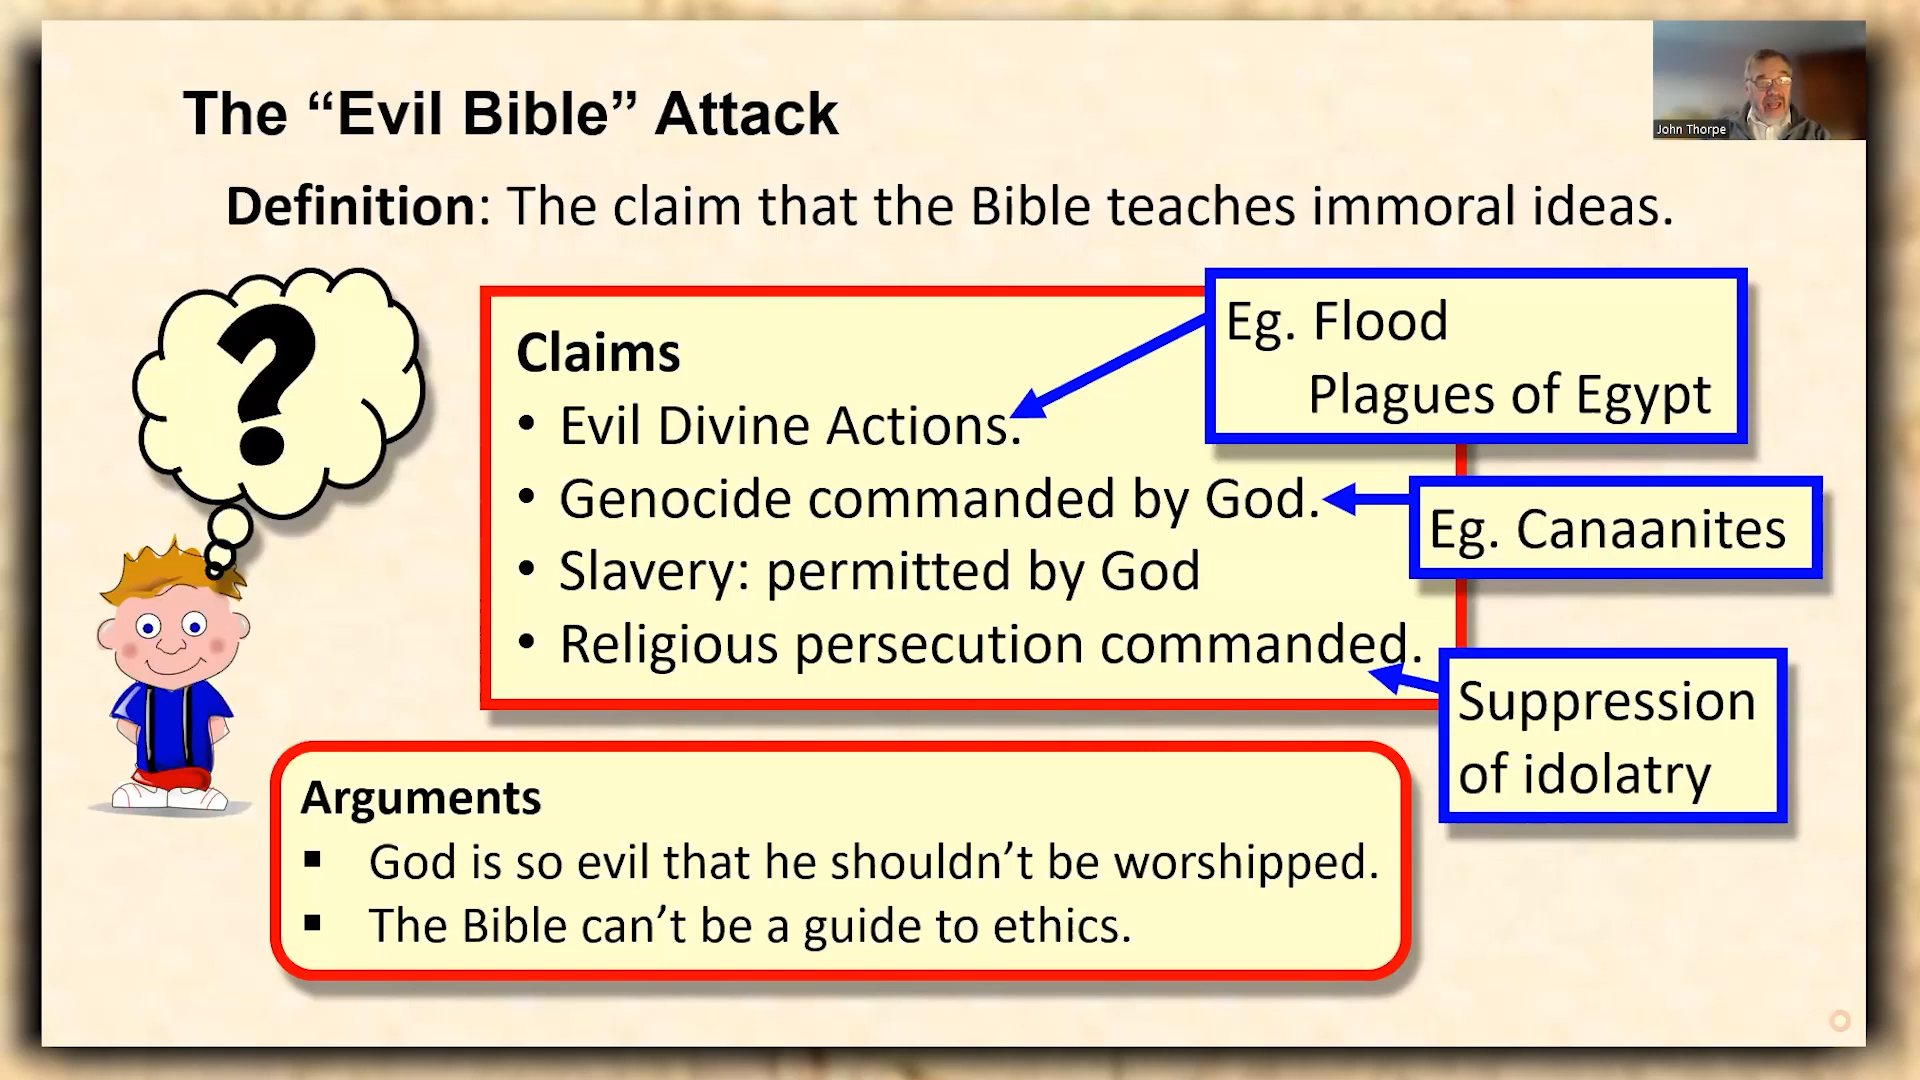 The “Evil Bible” Attack
John Thorpe
Definition: The claim that the Bible teaches immoral ideas.
?
Claims
• Evil Divine Actions.
• Genocide commanded by God.
• Slavery: permitted by God
• Religious persecution commanded.
Eg. Flood
Plagues of Egypt
Eg. Canaanites
Suppression
of idolatry
Arguments
▪ God is so evil that he shouldn’t be worshipped.
▪ The Bible can’t be a guide to ethics.